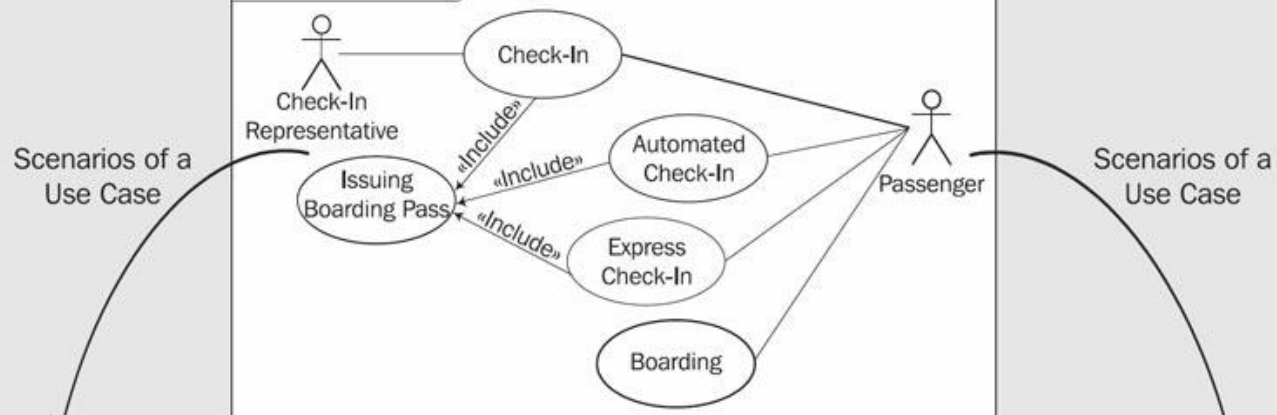 Check-In
Check-In
Representative
«Include»
Automated
Check-In
«Include»
Scenarios of a
Use Case
Issuing
Boarding Pass
Passenger
Scenarios of a
Use Case
«Include»
Express
Check-In
Boarding